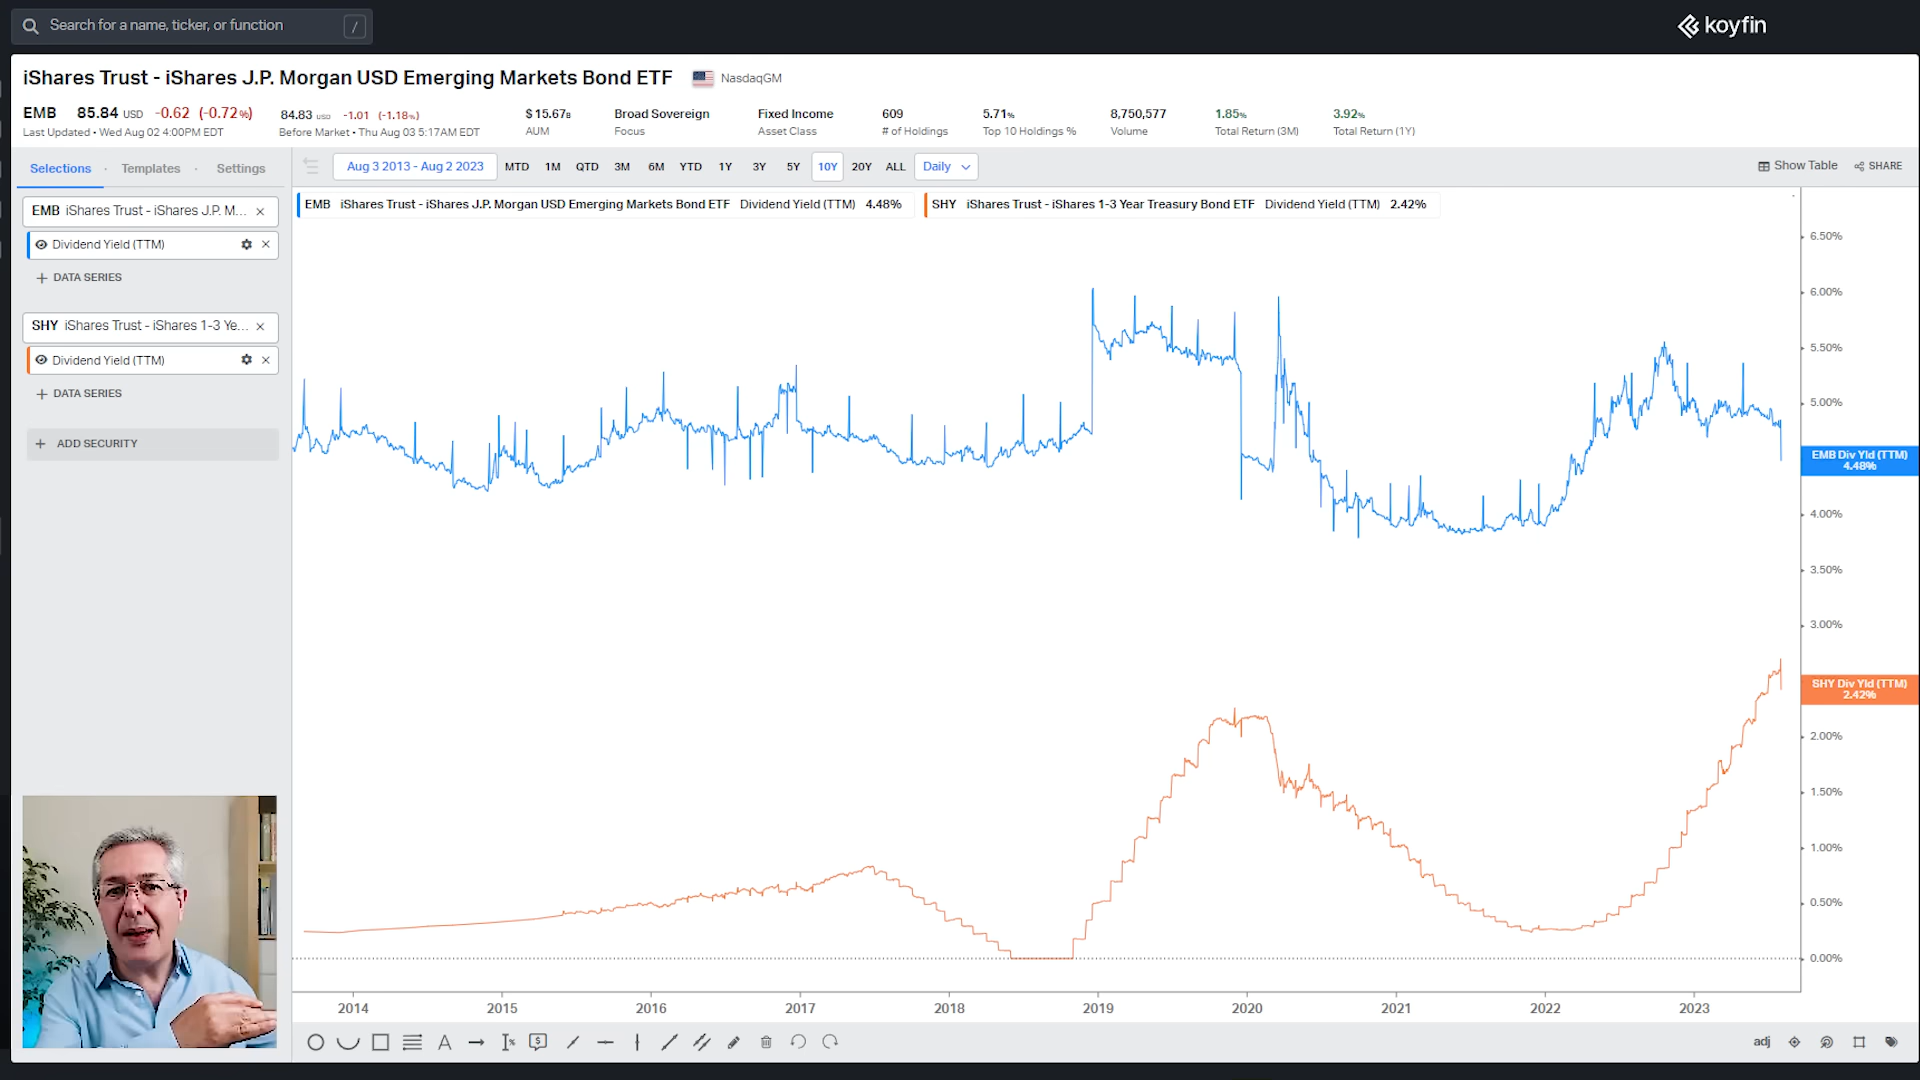 Search for a name, ticker, or function /
koyfin
iShares Trust - iShares J.P. Morgan USD Emerging Markets Bond ETF NasdaqGM
EMB 85.84 USD -0.62 (-0.72%) 84.83 USD -1.01 (-1.18%) $15.67B Broad Sovereign Fixed Income 609 5.71% 8,750,577 1.85% 3.92%
Last Updated • Wed Aug 02 4:00PM EDT Before Market • Thu Aug 03 5:17AM EDT AUM Focus Asset Class # of Holdings Top 10 Holdings % Volume Total Return (3M) Total Return (1Y)
Selections · Templates · Settings
Aug 3 2013 - Aug 2 2023 MTD 1M QTD 3M 6M YTD 1Y 3Y 5Y 10Y 20Y ALL Daily Show Table SHARE
EMB iShares Trust - iShares J.P. M...
Dividend Yield (TTM)
+ DATA SERIES
SHY iShares Trust - iShares 1-3 Ye...
Dividend Yield (TTM)
+ DATA SERIES
+ ADD SECURITY
EMB iShares Trust - iShares J.P. Morgan USD Emerging Markets Bond ETF Dividend Yield (TTM) 4.48% SHY iShares Trust - iShares 1-3 Year Treasury Bond ETF Dividend Yield (TTM) 2.42%
6.50%
6.00%
5.50%
5.00%
EMB Div Yld (TTM)
4.48%
4.00%
3.50%
3.00%
SHY Div Yld (TTM)
2.42%
2.00%
1.50%
1.00%
0.50%
0.00%
2014 2015 2016 2017 2018 2019 2020 2021 2022 2023
A
adj